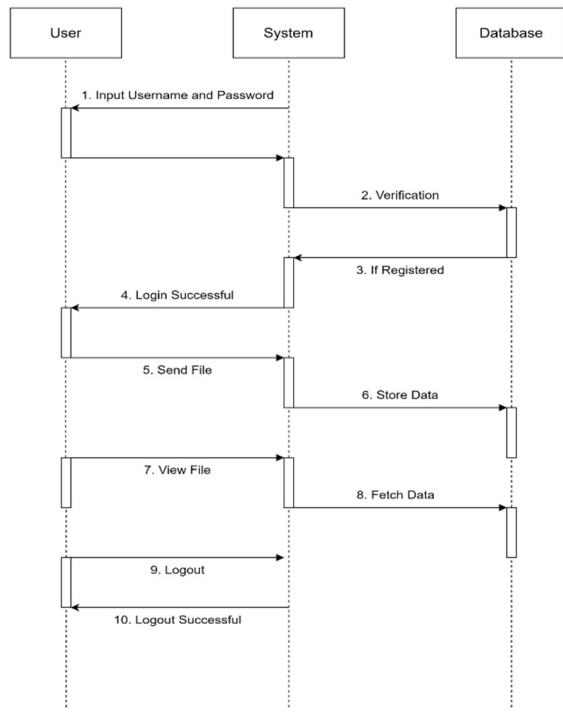 User
System
Database
1. Input Username and Password
2. Verification
3. If Registered
4. Login Successful
5. Send File
6. Store Data
7. View File
8. Fetch Data
9. Logout
10. Logout Successful